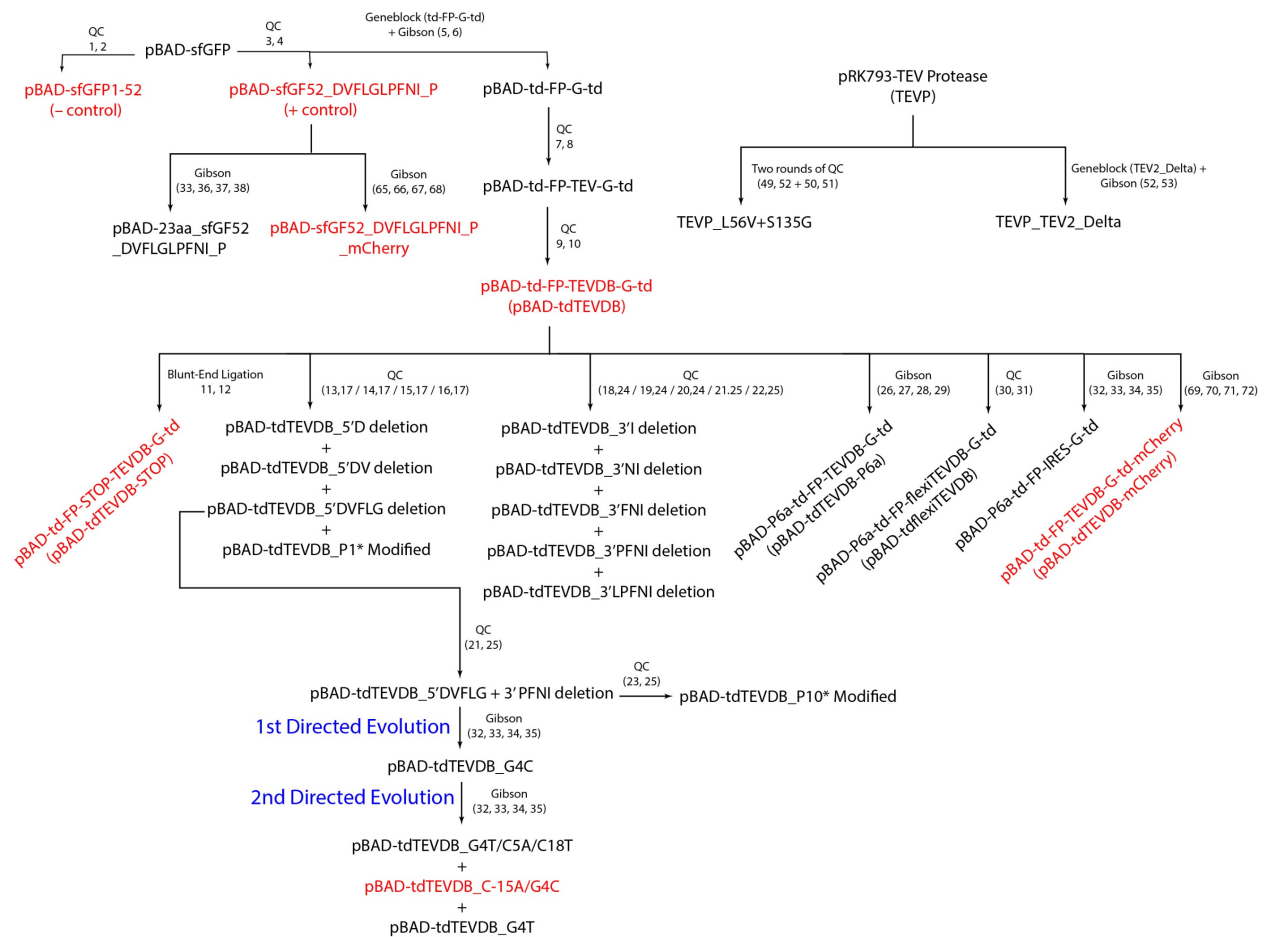 QC
1, 2
pBAD-sfGFP
QC
3, 4
Geneblock (td-FP-G-td)
+ Gibson (5, 6)
pBAD-sfGFP1-52
(– control)
pBAD-sfGF52_DVFLGLPFNI_P
(+ control)
pBAD-td-FP-G-td
pRK793-TEV Protease
(TEVP)
QC
7, 8
Gibson
(33, 36, 37, 38)
Gibson
(65, 66, 67, 68)
pBAD-td-FP-TEV-G-td
Two rounds of QC
(49, 52 + 50, 51)
Geneblock (TEV2_Delta) +
Gibson (52, 53)
pBAD-23aa_sfGF52
_DVFLGLPFNI_P
pBAD-sfGF52_DVFLGLPFNI_P
_mCherry
QC
9, 10
TEVP_L56V+S135G
TEVP_TEV2_Delta
pBAD-td-FP-TEVDB-G-td
(pBAD-tdTEVDB)
Blunt-End Ligation
11, 12
QC
(13,17 / 14,17 / 15,17 / 16,17)
QC
(18,24 / 19,24 / 20,24 / 21.25 / 22,25)
Gibson
(26, 27, 28, 29)
QC
(30, 31)
Gibson
(32, 33, 34, 35)
Gibson
(69, 70, 71, 72)
pBAD-td-FP-STOP-TEVDB-G-td
(pBAD-tdTEVDB-STOP)
pBAD-tdTEVDB_5'D deletion
+
pBAD-tdTEVDB_5'DV deletion
+
pBAD-tdTEVDB_5'DVFLG deletion
+
pBAD-tdTEVDB_P1* Modified
pBAD-tdTEVDB_3'I deletion
+
pBAD-tdTEVDB_3'NI deletion
+
pBAD-tdTEVDB_3'FNI deletion
+
pBAD-tdTEVDB_3'PFNI deletion
+
pBAD-tdTEVDB_3'LPFNI deletion
pBAD-P6a-td-FP-TEVDB-G-td
(pBAD-tdTEVDB-P6a)
pBAD-P6a-td-FP-flexiTEVDB-G-td
(pBAD-tdflexiTEVDB)
pBAD-P6a-td-FP-IRES-G-td
pBAD-td-FP-TEVDB-G-td-mCherry
(pBAD-tdTEVDB-mCherry)
QC
(21, 25)
pBAD-tdTEVDB_5'DVFLG + 3' PFNI deletion
QC
(23, 25)
pBAD-tdTEVDB_P10* Modified
1st Directed Evolution
Gibson
(32, 33, 34, 35)
pBAD-tdTEVDB_G4C
2nd Directed Evolution
Gibson
(32, 33, 34, 35)
pBAD-tdTEVDB_G4T/C5A/C18T
+
pBAD-tdTEVDB_C-15A/G4C
+
pBAD-tdTEVDB_G4T